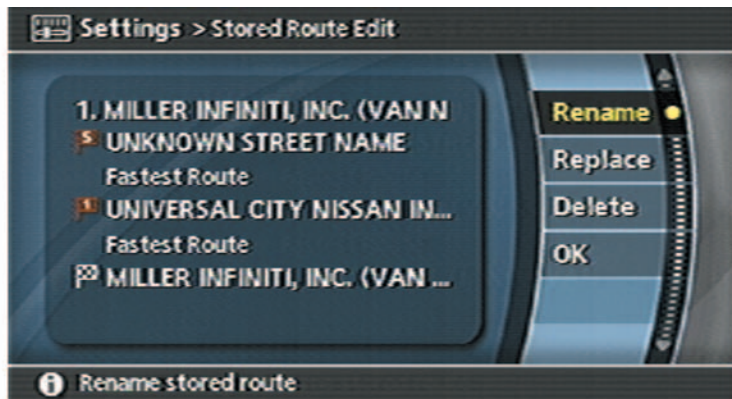 Settings > Stored Route Edit
1. MILLER INFINITI, INC. (VAN N
S UNKNOWN STREET NAME
Fastest Route
1 UNIVERSAL CITY NISSAN IN...
Fastest Route
MILLER INFINITI, INC. (VAN ...
Rename
Replace
Delete
OK
i Rename stored route